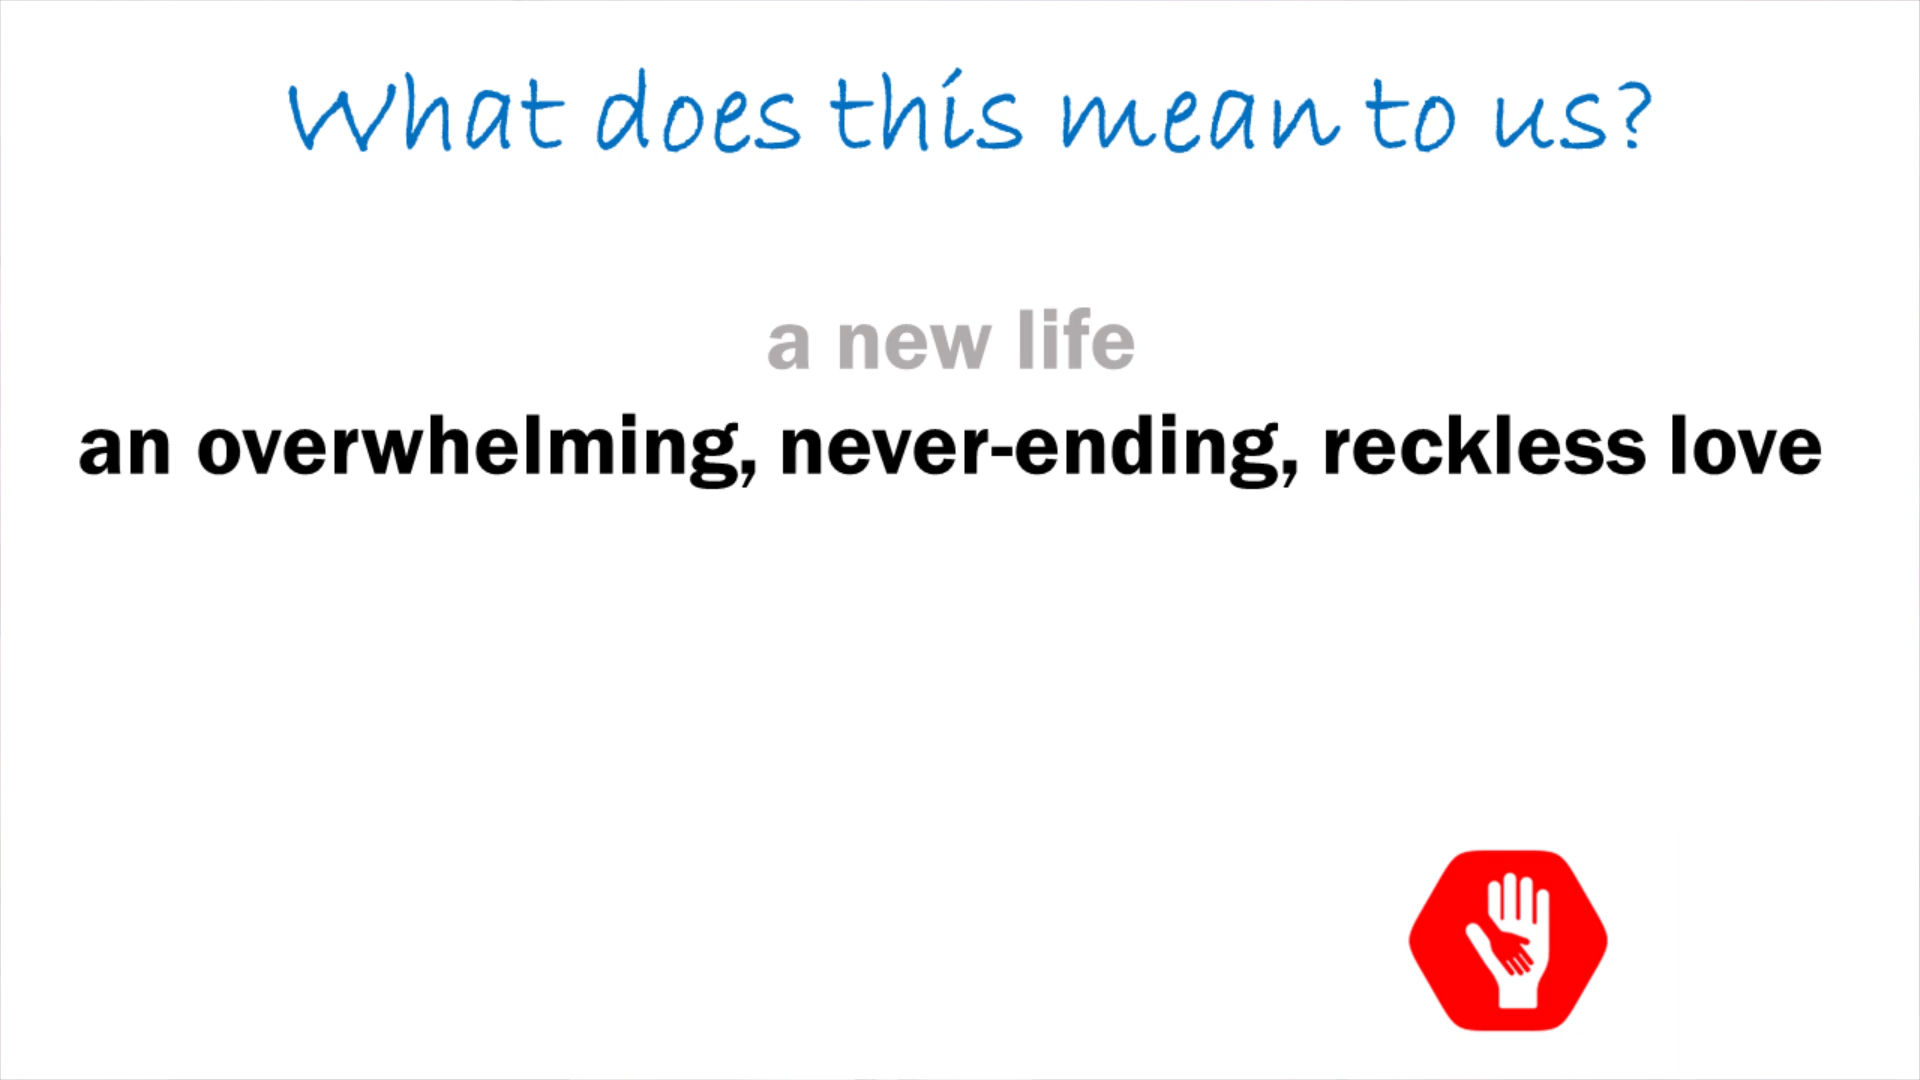 What does this mean to us?
a new life
an overwhelming, never-ending, reckless love